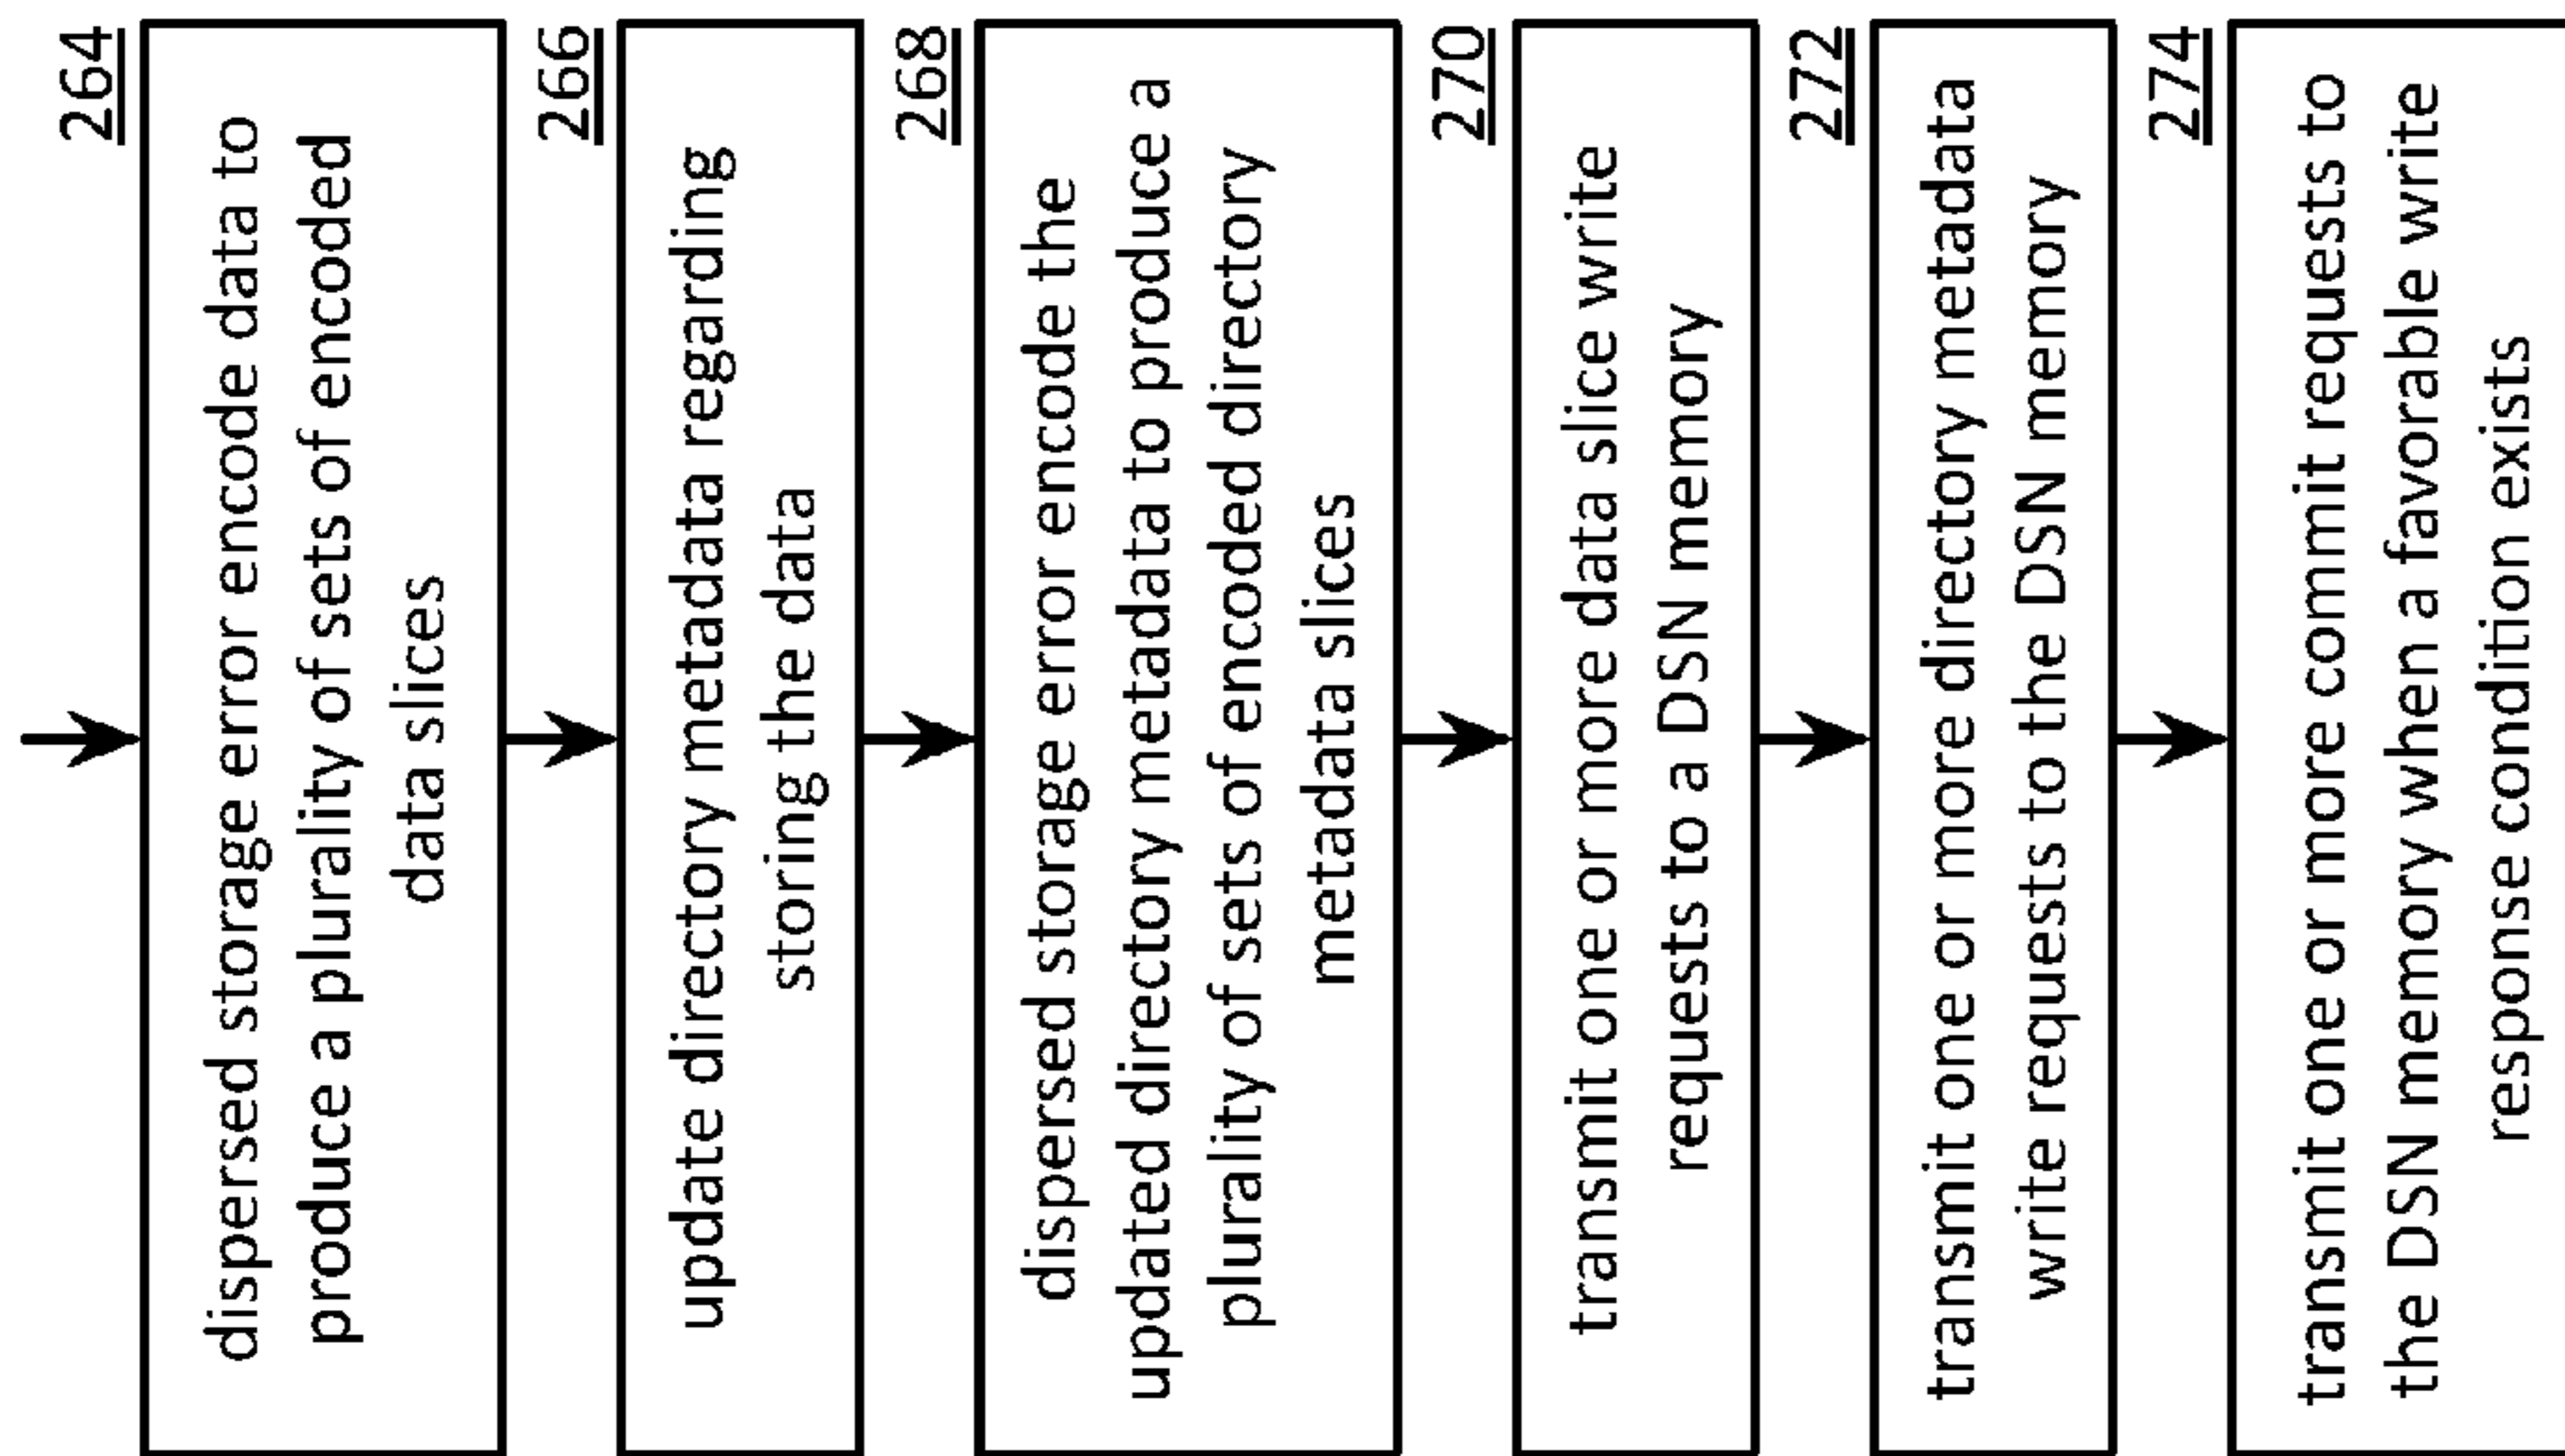 264
dispersed storage error encode data to
produce a plurality of sets of encoded
data slices
266
update directory metadata regarding
storing the data
268
dispersed storage error encode the
updated directory metadata to produce a
plurality of sets of encoded directory
metadata slices
270
transmit one or more data slice write
requests to a DSN memory
272
transmit one or more directory metadata
write requests to the DSN memory
274
transmit one or more commit requests to
the DSN memory when a favorable write
response condition exists